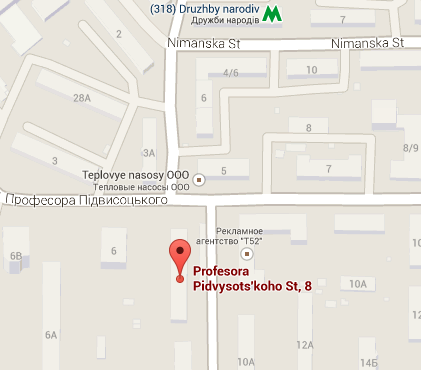 (318) Druzhby narodiv
Дружби народів
Nimanska St
Nimanska St
2
7
4/6
10
28A
6
8
3
8/9
Teplovye nasosy OOO
Тепловые насосы ООО
5
7
Професора Підвисоцького
Рекламное
агентство "Т52"
6
6B
Profesora
Pidvysots'koho St, 8
10A
10A
6A
12A
14Б